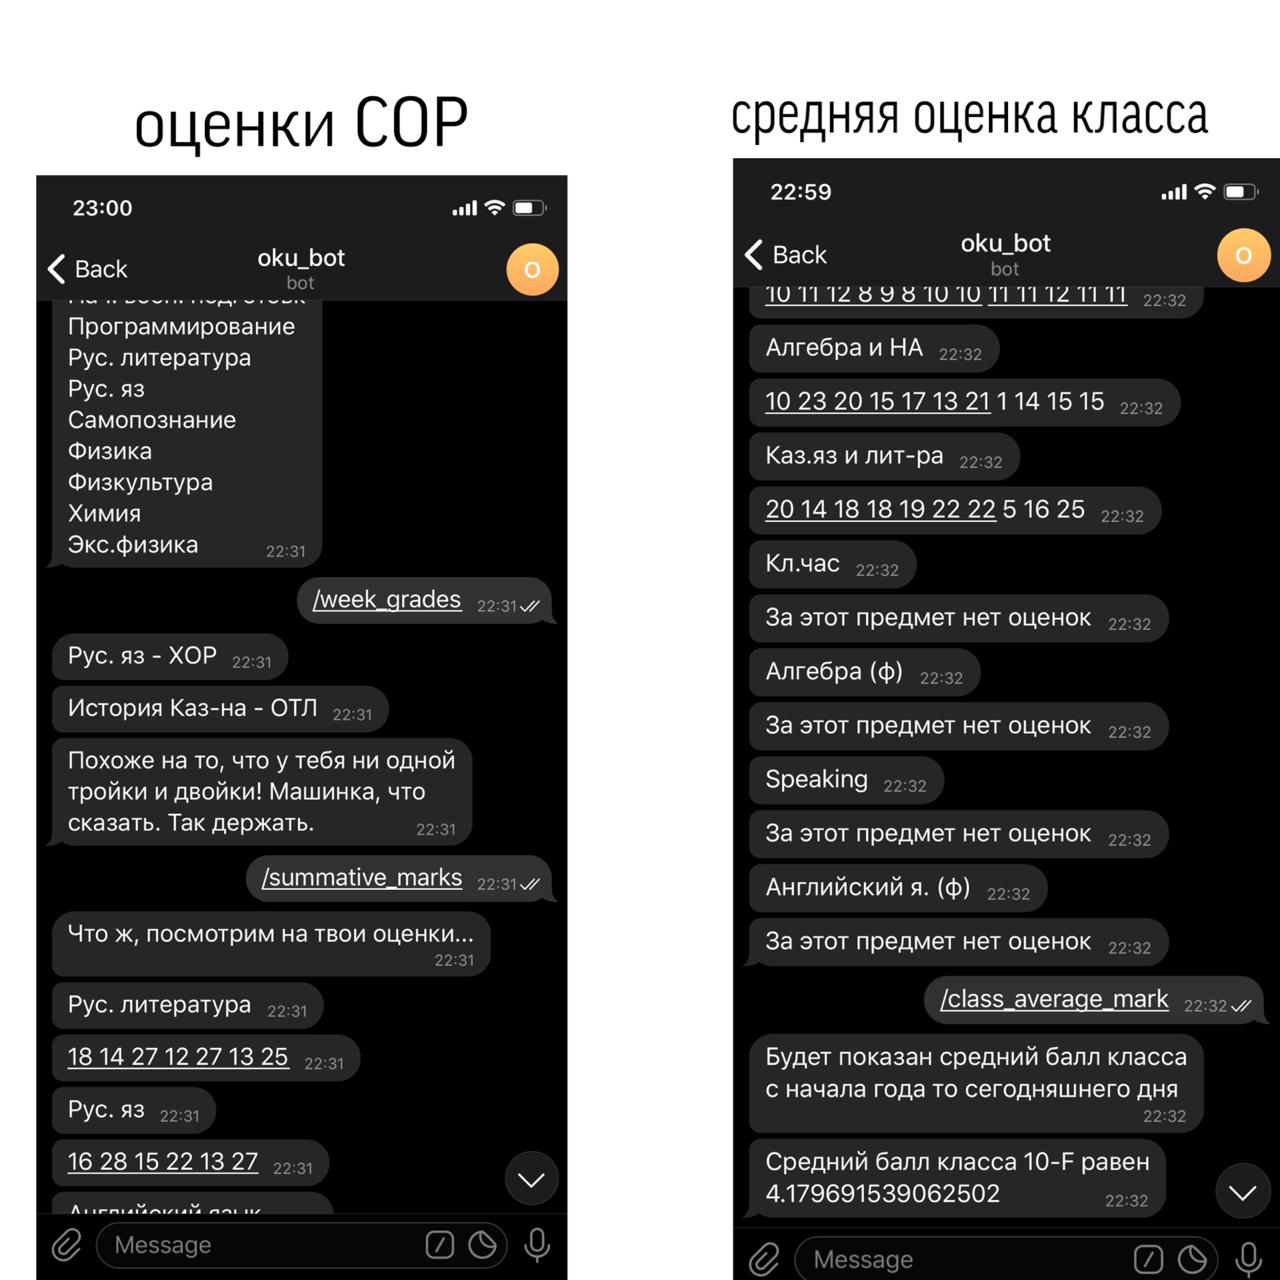 оценки СОР
23:00
Back
oku_bot
bot
Программирование
Рус. литература
Рус. яз
Самопознание
Физика
Физкультура
Химия
Экс.физика 22:31
/week_grades 22:31
Рус. яз - ХОР 22:31
История Каз-на - ОТЛ 22:31
Похоже на то, что у тебя ни одной
тройки и двойки! Машинка, что
сказать. Так держать. 22:31
/summative_marks 22:31
Что ж, посмотрим на твои оценки...
22:31
Рус. литература 22:31
18 14 27 12 27 13 25 22:31
Рус. яз 22:31
16 28 15 22 13 27 22:31
Английский язык
Message
средняя оценка класса
22:59
Back
oku_bot
bot
O
10 11 12 8 9 8 10 10 11 11 12 11 11 22:32
Алгебра и НА 22:32
10 23 20 15 17 13 21 1 14 15 15 22:32
Каз.яз и лит-ра 22:32
20 14 18 18 19 22 22 5 16 25 22:32
Кл.час 22:32
За этот предмет нет оценок 22:32
Алгебра (ф) 22:32
За этот предмет нет оценок 22:32
Speaking 22:32
За этот предмет нет оценок 22:32
Английский я. (ф) 22:32
За этот предмет нет оценок 22:32
/class_average_mark 22:32
Будет показан средний балл класса
с начала года то сегодняшнего дня
22:32
Средний балл класса 10-F равен
4.179691539062502 22:32
Message